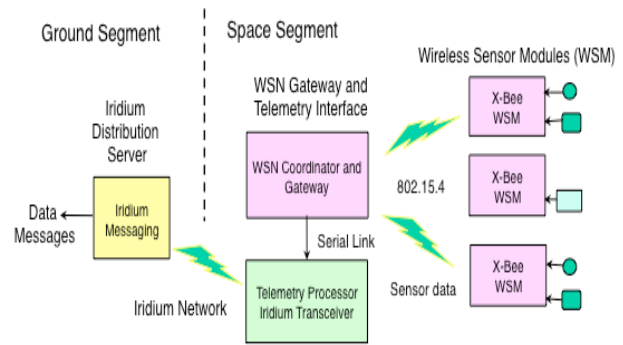 Ground Segment
Space Segment
Wireless Sensor Modules (WSM)
WSN Gateway and
Telemetry Interface
Iridium
Distribution
Server
X-Bee
WSM
WSN Coordinator and
Gateway
802.15.4
X-Bee
WSM
Data
Messages
Iridium
Messaging
Serial Link
X-Bee
WSM
Sensor data
Iridium Network
Telemetry Processor
Iridium Transceiver